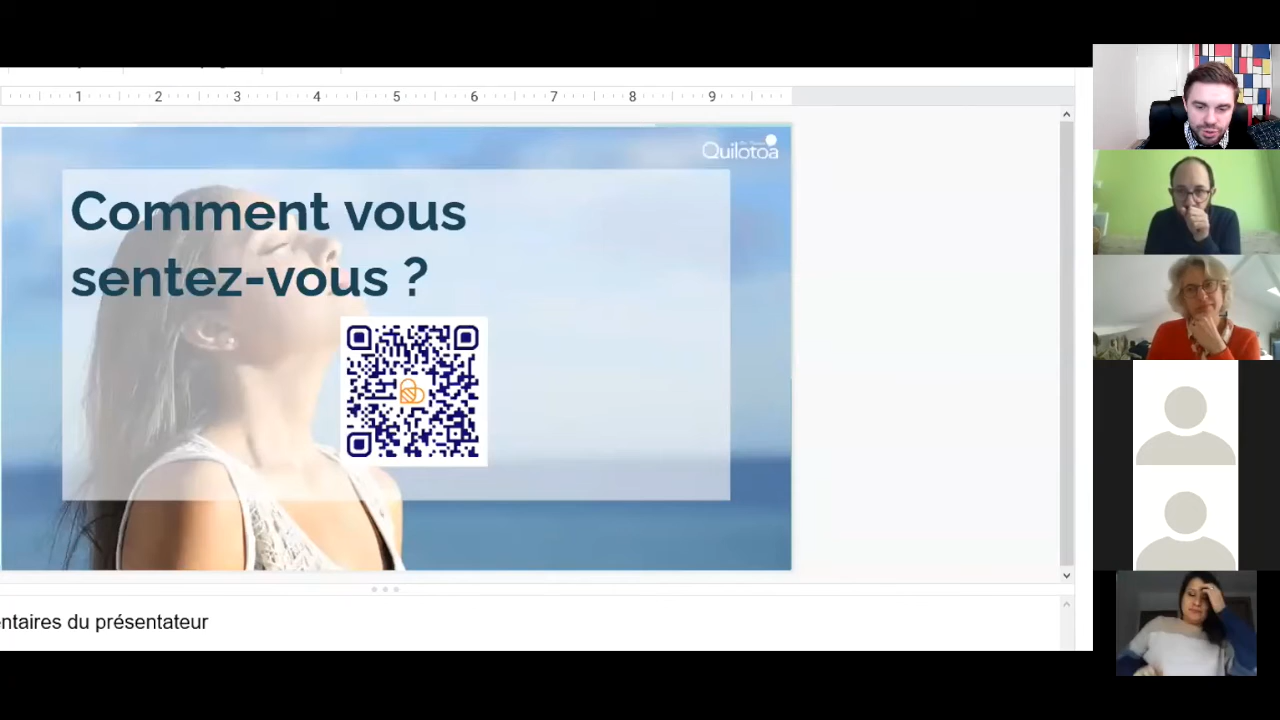 1 2 3 4 5 6 7 8 9
Quilotoa
Comment vous
sentez-vous ?
ntaires du présentateur